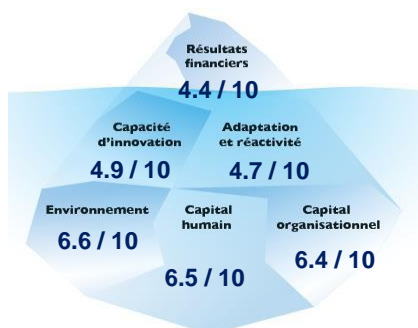 Résultats
financiers
4.4 / 10
Capacité
d'innovation
4.9 / 10
Adaptation
et réactivité
4.7 / 10
Environnement
6.6 / 10
Capital
humain
6.5 / 10
Capital
organisationnel
6.4 / 10